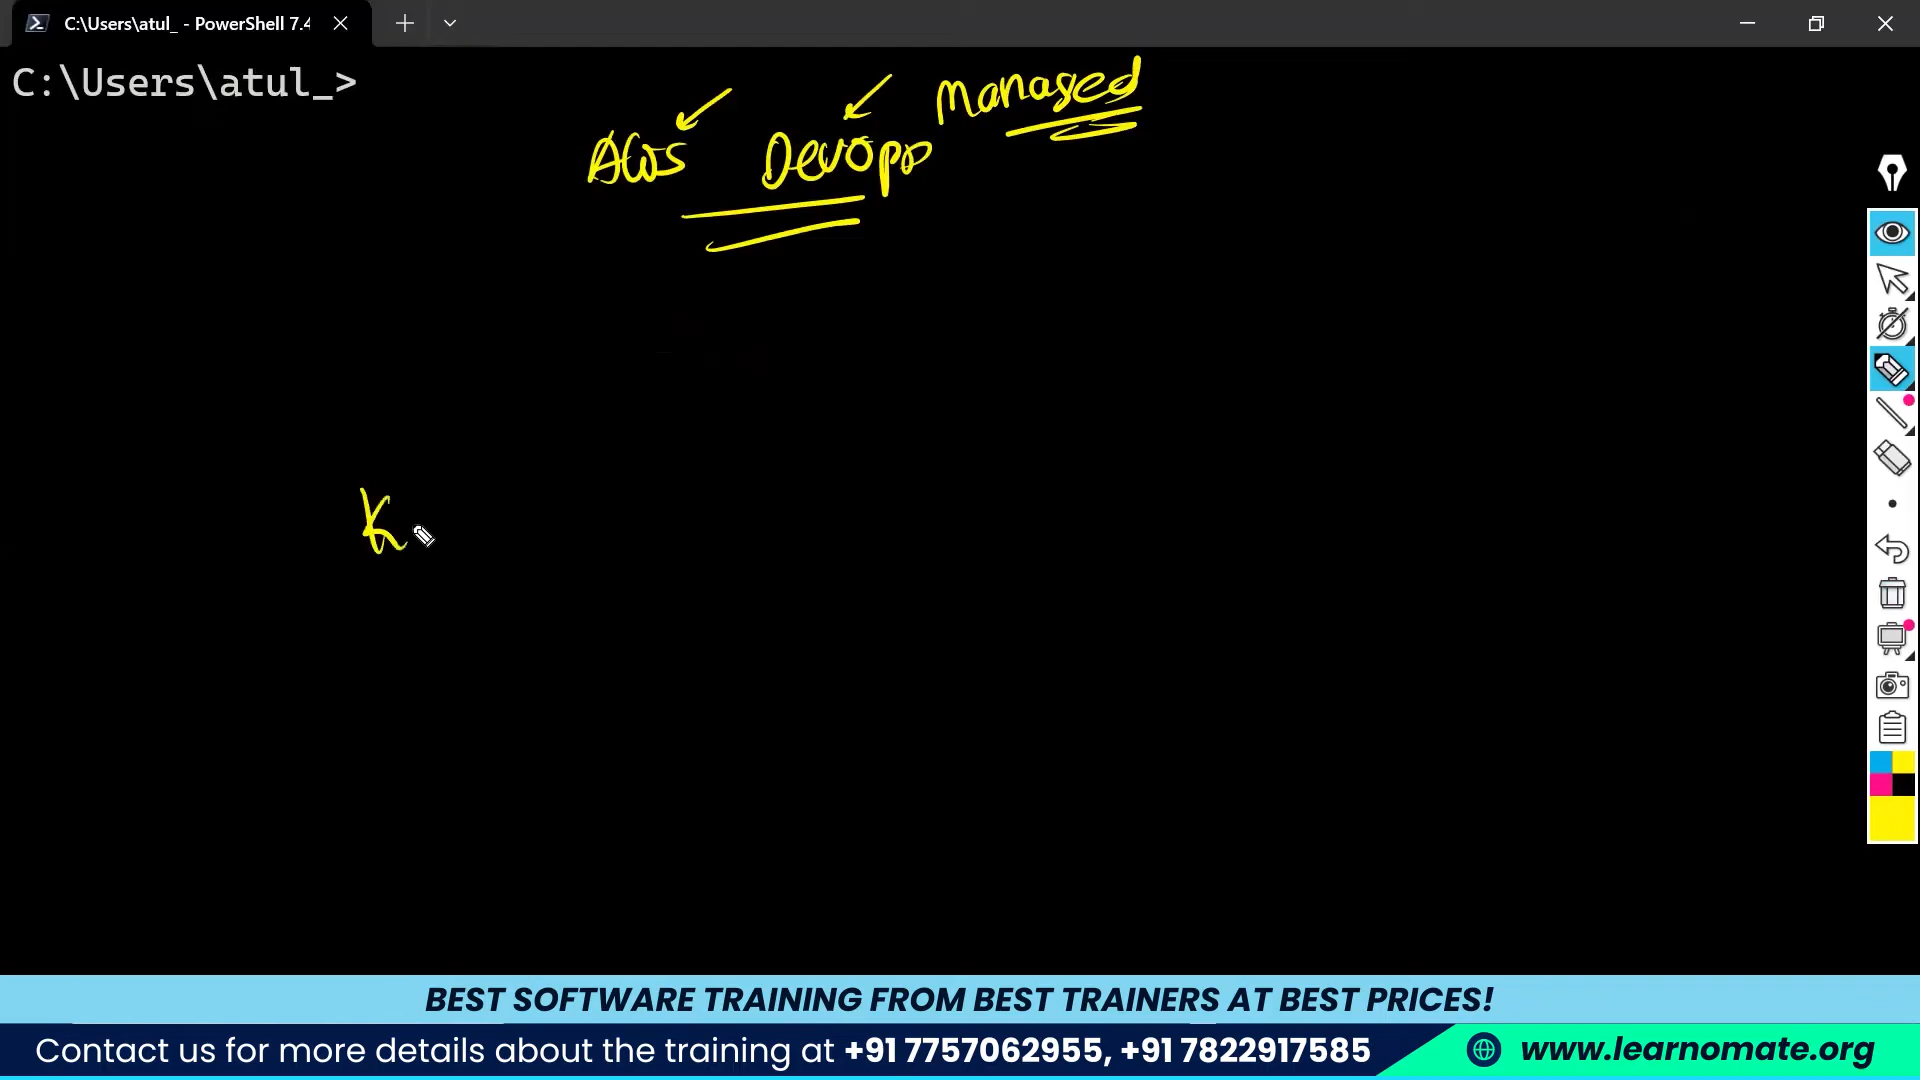 C:\Users\atul_ - PowerShell 7.4
C:\Users\atul_>
Managed
AWS DevOps
K
BEST SOFTWARE TRAINING FROM BEST TRAINERS AT BEST PRICES!
Contact us for more details about the training at +91 7757062955, +91 7822917585
www.learnomate.org